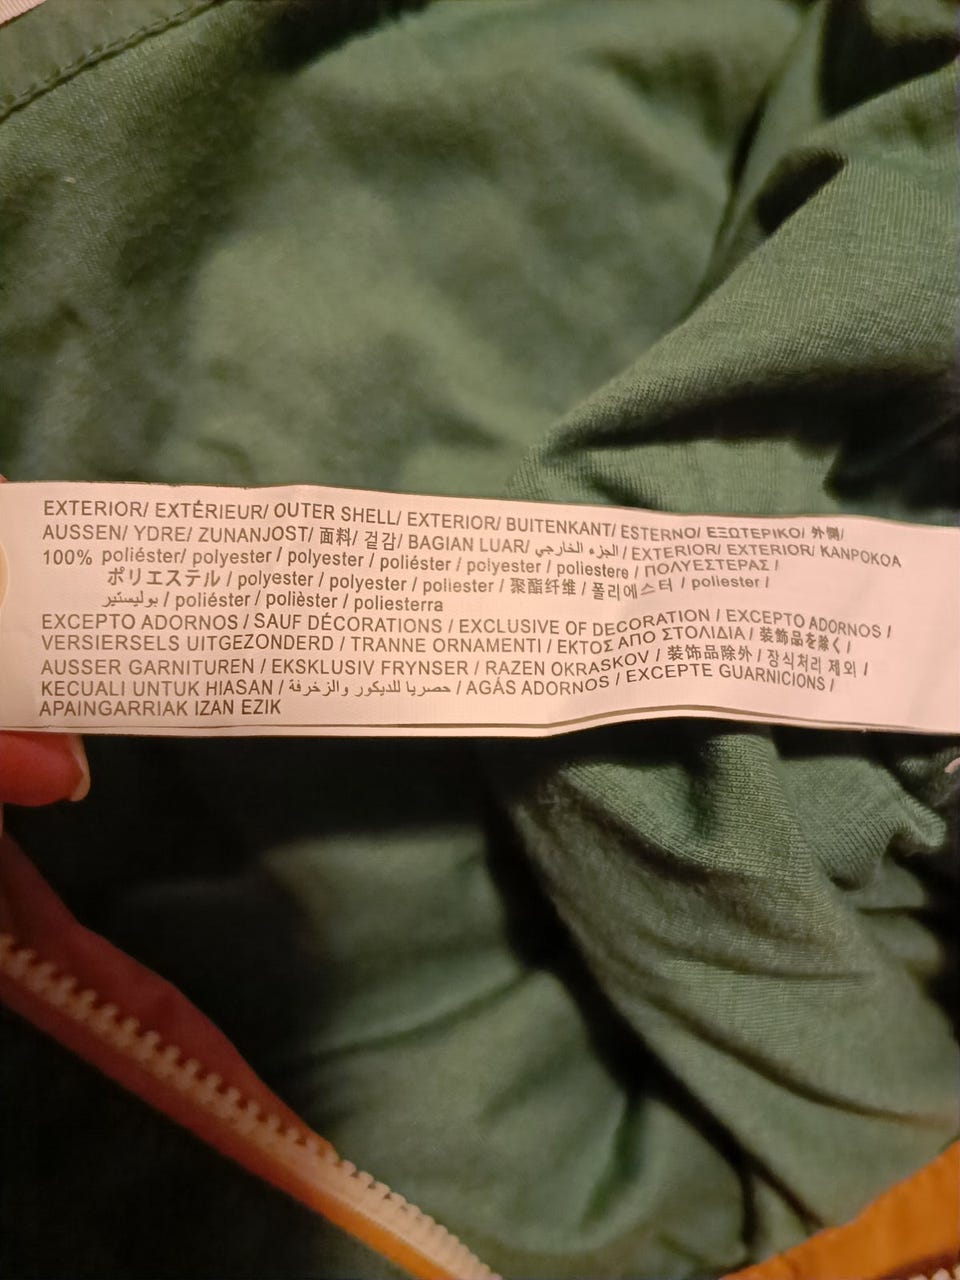 EXTERIOR/ EXTÉRIEUR/ OUTER SHELL/ EXTERIOR/ BUITENKANT/ ESTERNO/ ΕΞΩΤΕΡΙΚΟ/ 外側/
AUSSEN/ YDRE/ ZUNANJOST/ 面料/ 겉감/ BAGIAN LUAR/ الجزء الخارجي / EXTERIOR/ EXTERIOR/ KANPOKOA
100% poliéster/ polyester / polyester / poliéster / polyester / poliestere / ΠΟΛΥΕΣΤΕΡΑΣ /
ポリエステル / polyester / polyester / poliester / 聚酯纤维 / 폴리에스터 / poliester /
بوليستير / poliéster / polièster / poliesterra
EXCEPTO ADORNOS / SAUF DÉCORATIONS / EXCLUSIVE OF DECORATION / EXCEPTO ADORNOS /
VERSIERSELS UITGEZONDERD / TRANNE ORNAMENTI / ΕΚΤΟΣ ΑΠΟ ΣΤΟΛΙΔΙΑ / 装飾品を除く/
AUSSER GARNITUREN / EKSKLUSIV FRYNSER / RAZEN OKRASKOV / 装饰品除外 / 장식처리 제외 /
KECUALI UNTUK HIASAN / حصريا للديكور والزخرفة / AGÁS ADORNOS / EXCEPTE GUARNICIONS /
APAINGARRIAK IZAN EZIK